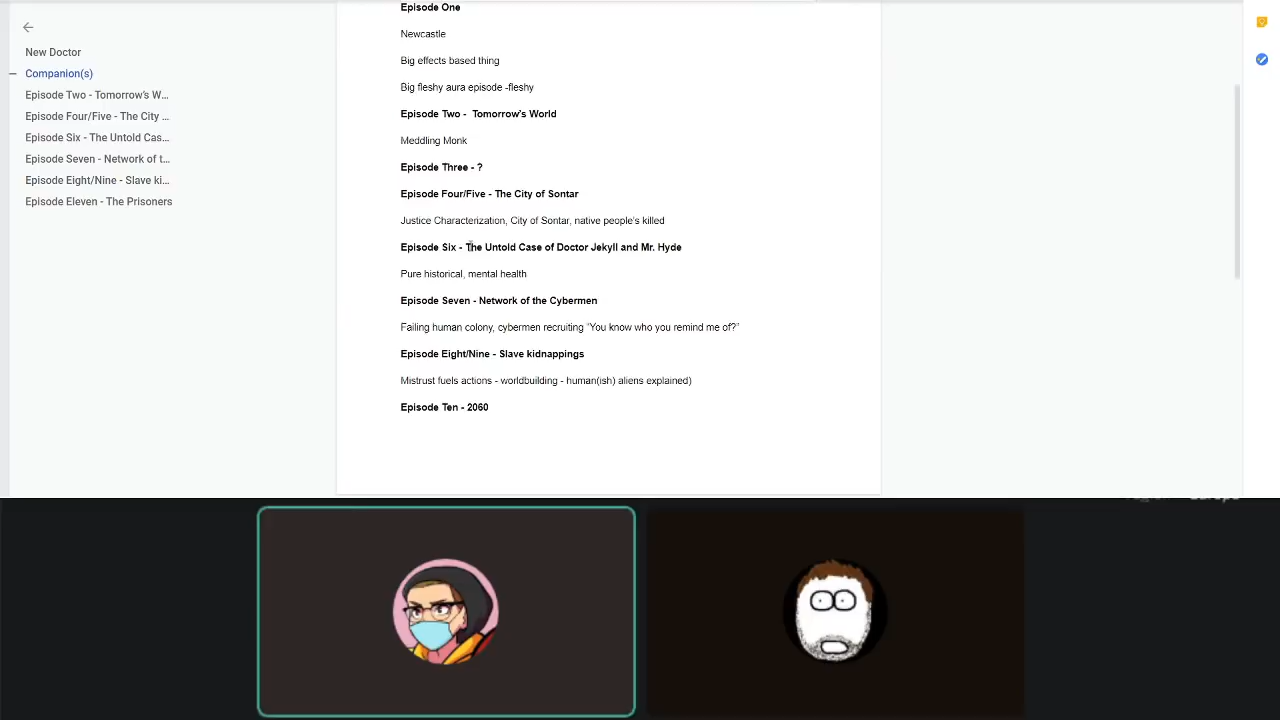 New Doctor
Companion(s)
Episode Two - Tomorrow's W...
Episode Four/Five - The City ...
Episode Six - The Untold Cas...
Episode Seven - Network of t...
Episode Eight/Nine - Slave ki...
Episode Eleven - The Prisoners
Episode One
Newcastle
Big effects based thing
Big fleshy aura episode -fleshy
Episode Two -  Tomorrow's World
Meddling Monk
Episode Three - ?
Episode Four/Five - The City of Sontar
Justice Characterization, City of Sontar, native people's killed
Episode Six - The Untold Case of Doctor Jekyll and Mr. Hyde
Pure historical, mental health
Episode Seven - Network of the Cybermen
Failing human colony, cybermen recruiting "You know who you remind me of?"
Episode Eight/Nine - Slave kidnappings
Mistrust fuels actions - worldbuilding - human(ish) aliens explained)
Episode Ten - 2060